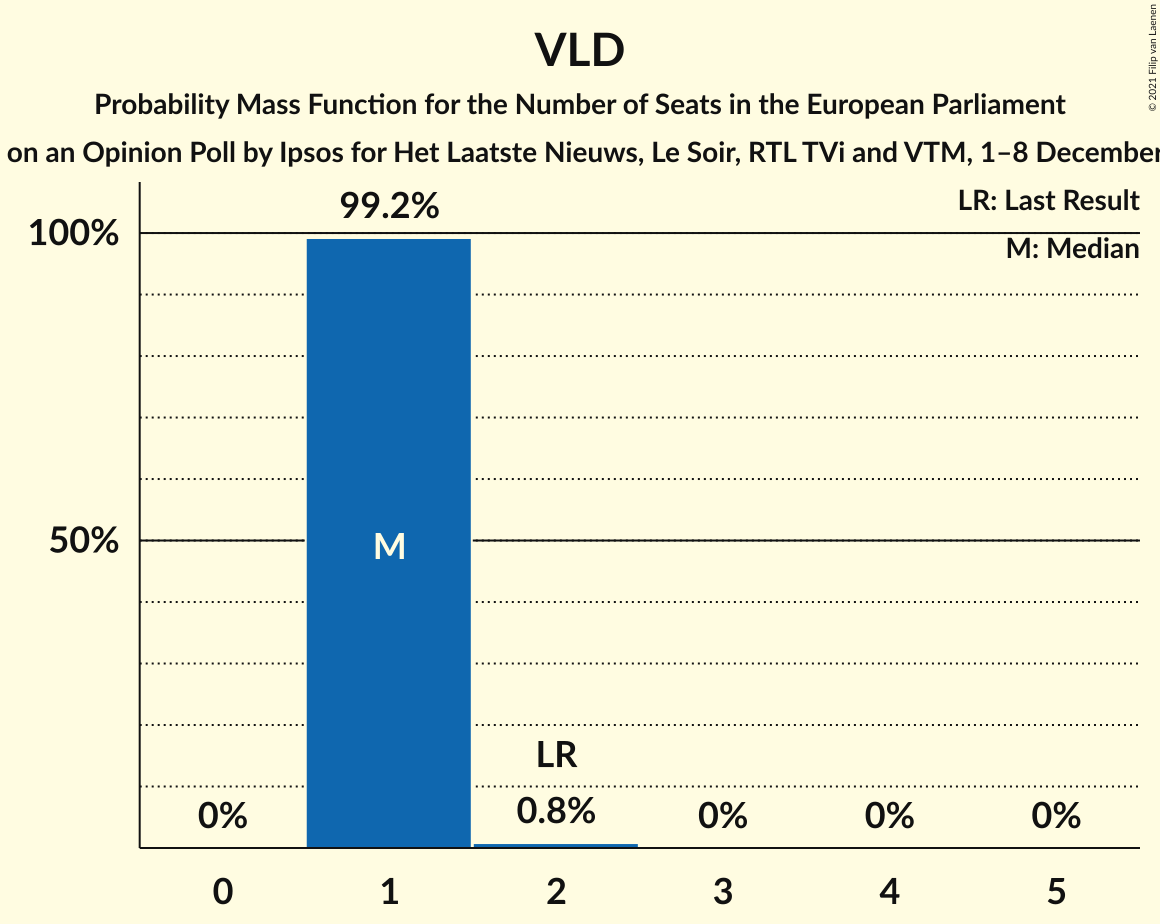 VLD
Probability Mass Function for the Number of Seats in the European Parliament
on an Opinion Poll by Ipsos for Het Laatste Nieuws, Le Soir, RTL TVi and VTM, 1–8 December
© 2021 Filip van Laenen
LR: Last Result
M: Median
99.2%
100%
50%
M
LR
0%
0.8%
0%
0%
0%
0 1 2 3 4 5